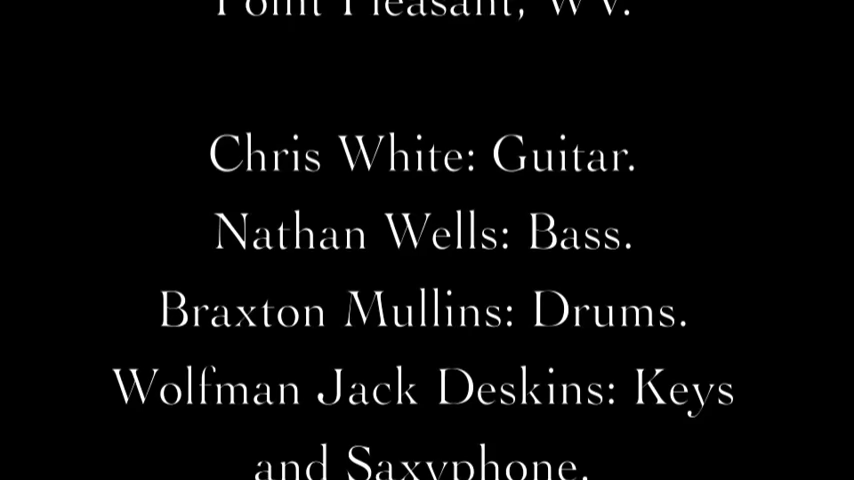 Point Pleasant, WV.
Chris White: Guitar.
Nathan Wells: Bass.
Braxton Mullins: Drums.
Wolfman Jack Deskins: Keys
and Saxyphone.